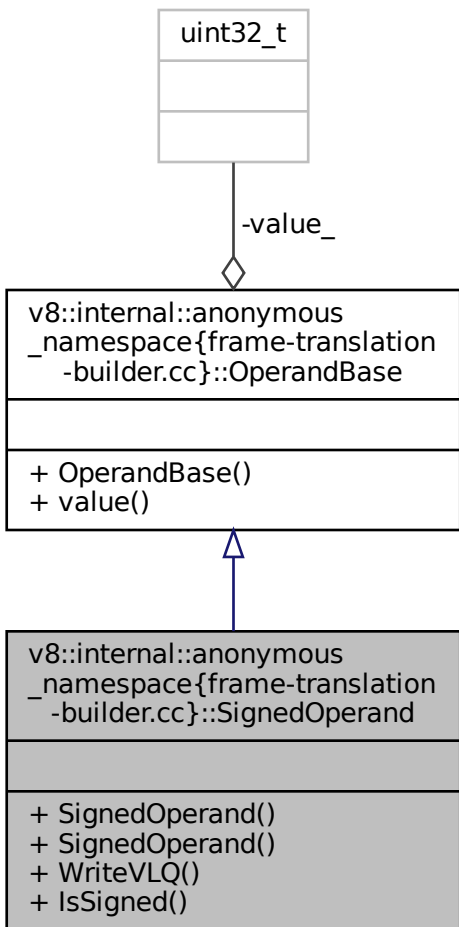 uint32_t
-value_
v8::internal::anonymous
_namespace{frame-translation
-builder.cc}::OperandBase
+ OperandBase()
+ value()
v8::internal::anonymous
_namespace{frame-translation
-builder.cc}::SignedOperand
+ SignedOperand()
+ SignedOperand()
+ WriteVLQ()
+ IsSigned()